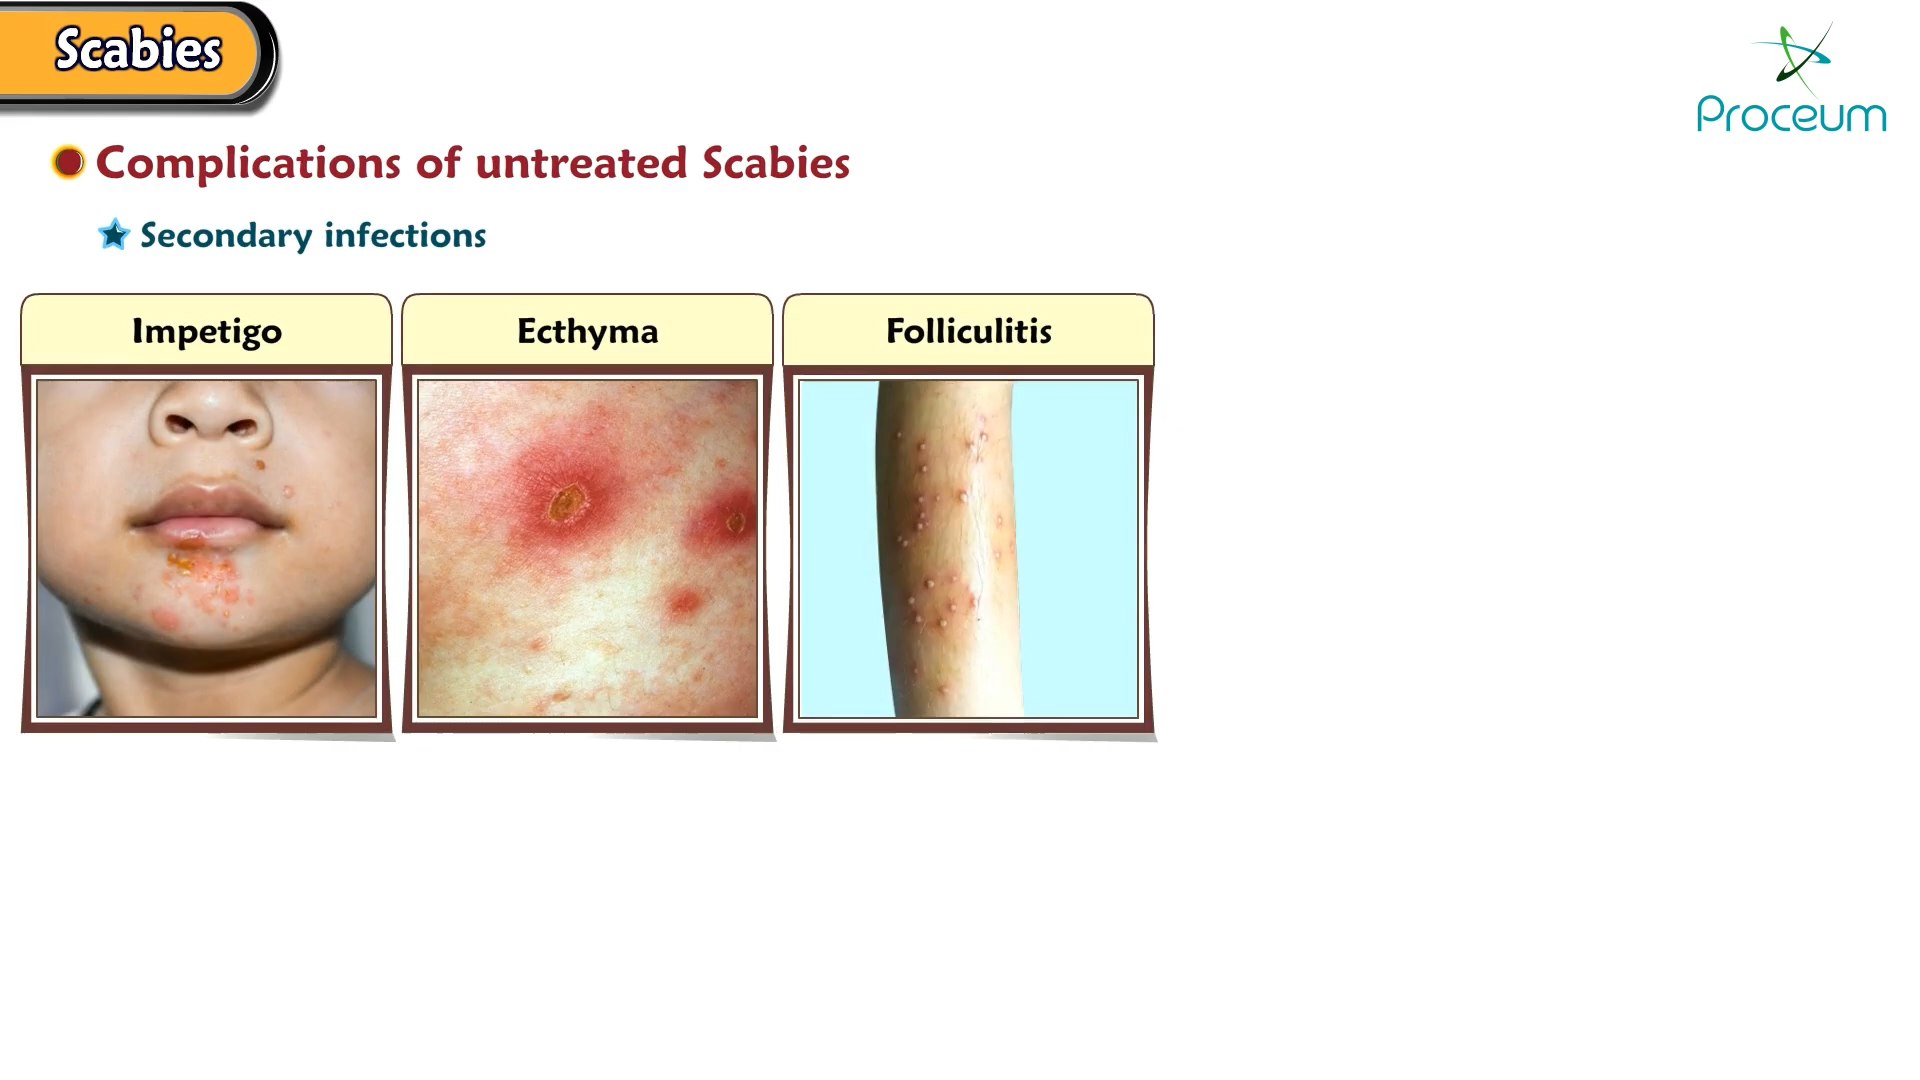 Scabies
Proceum
Complications of untreated Scabies
Secondary infections
Impetigo
Ecthyma
Folliculitis